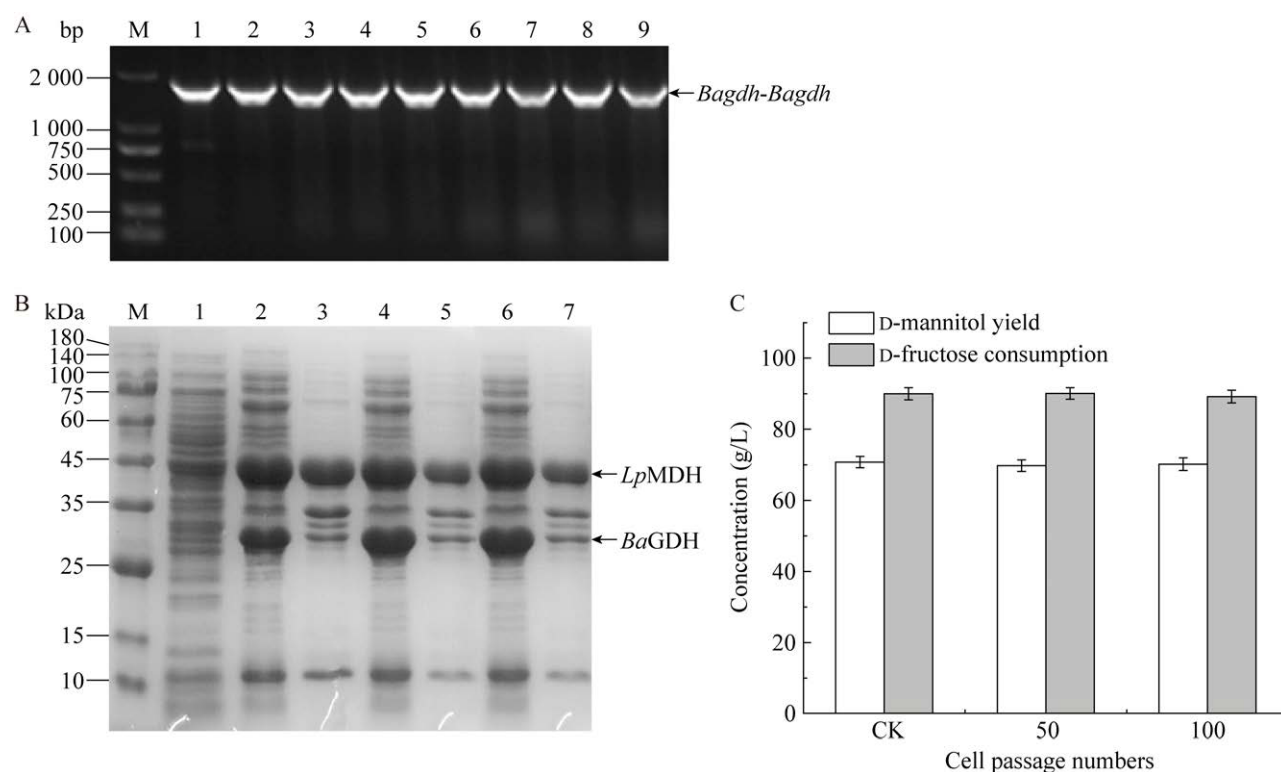 A bp M 1 2 3 4 5 6 7 8 9
2 000
Bagdh-Bagdh
1 000
750
500
250
100
B kDa M 1 2 3 4 5 6 7
180
140
100
75
60
45
LpMDH
35
BaGDH
25
15
10
C
D-mannitol yield
D-fructose consumption
100
80
60
40
20
0
Concentration (g/L)
CK 50 100
Cell passage numbers